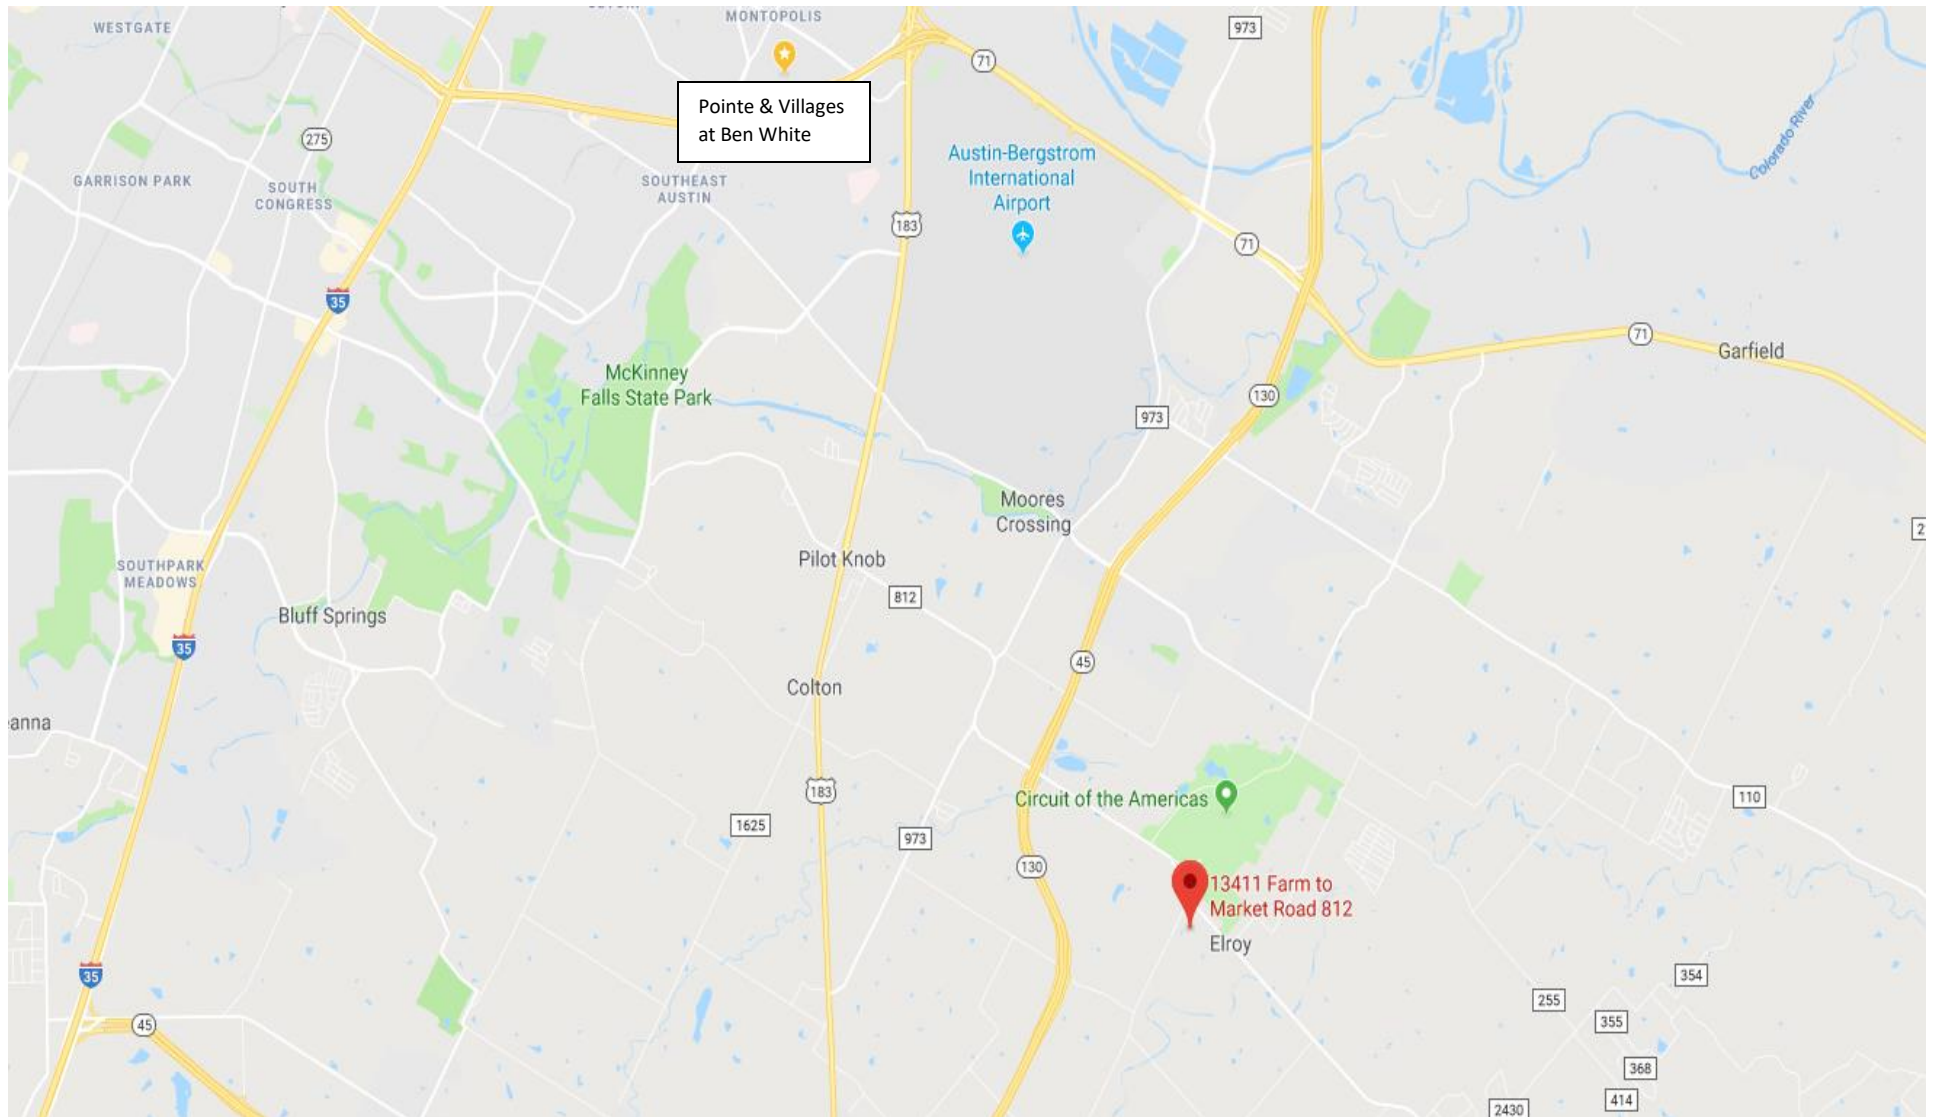 WESTGATE
MONTOPOLIS
973
71
Pointe & Villages
at Ben White
275
Colorado River
Austin-Bergstrom
International
Airport
GARRISON PARK
SOUTH
CONGRESS
SOUTHEAST
AUSTIN
183
71
35
71
Garfield
McKinney
Falls State Park
130
973
Moores
Crossing
2
Pilot Knob
SOUTHPARK
MEADOWS
812
Bluff Springs
35
45
Colton
eanna
183
Circuit of the Americas
110
1625
973
130
13411 Farm to
Market Road 812
Elroy
35
354
255
45
355
368
414
2430